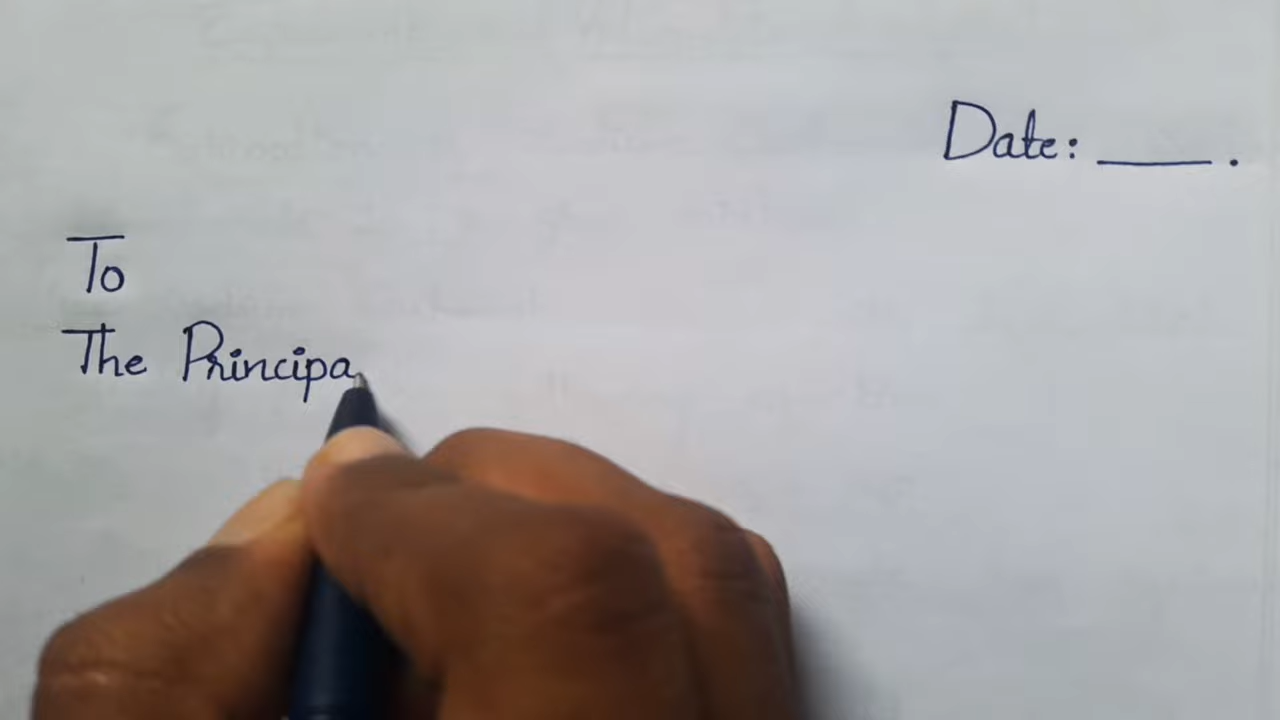 Date: ____.
To
The Principa